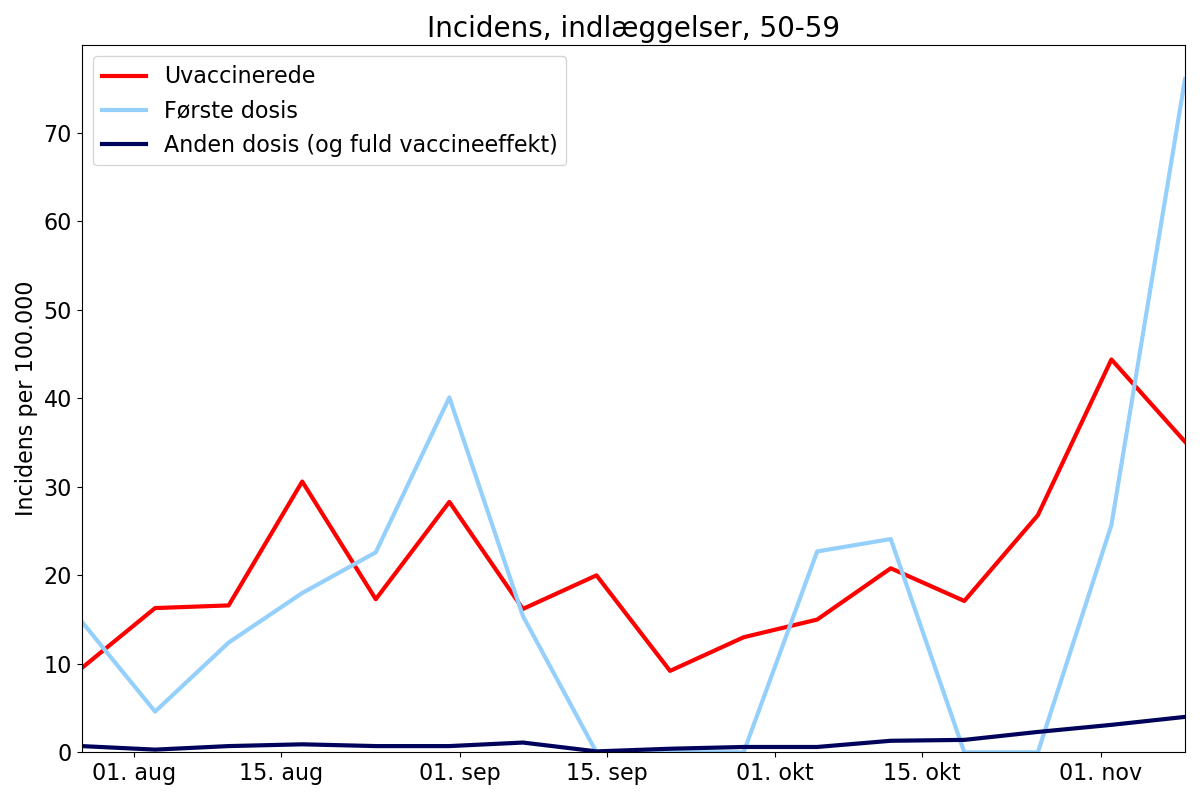 Incidens, indlæggelser, 50-59
Uvaccinerede
Første dosis
Anden dosis (og fuld vaccineeffekt)
Incidens per 100.000
70
60
50
40
30
20
10
0
01. aug 15. aug 01. sep 15. sep 01. okt 15. okt 01. nov